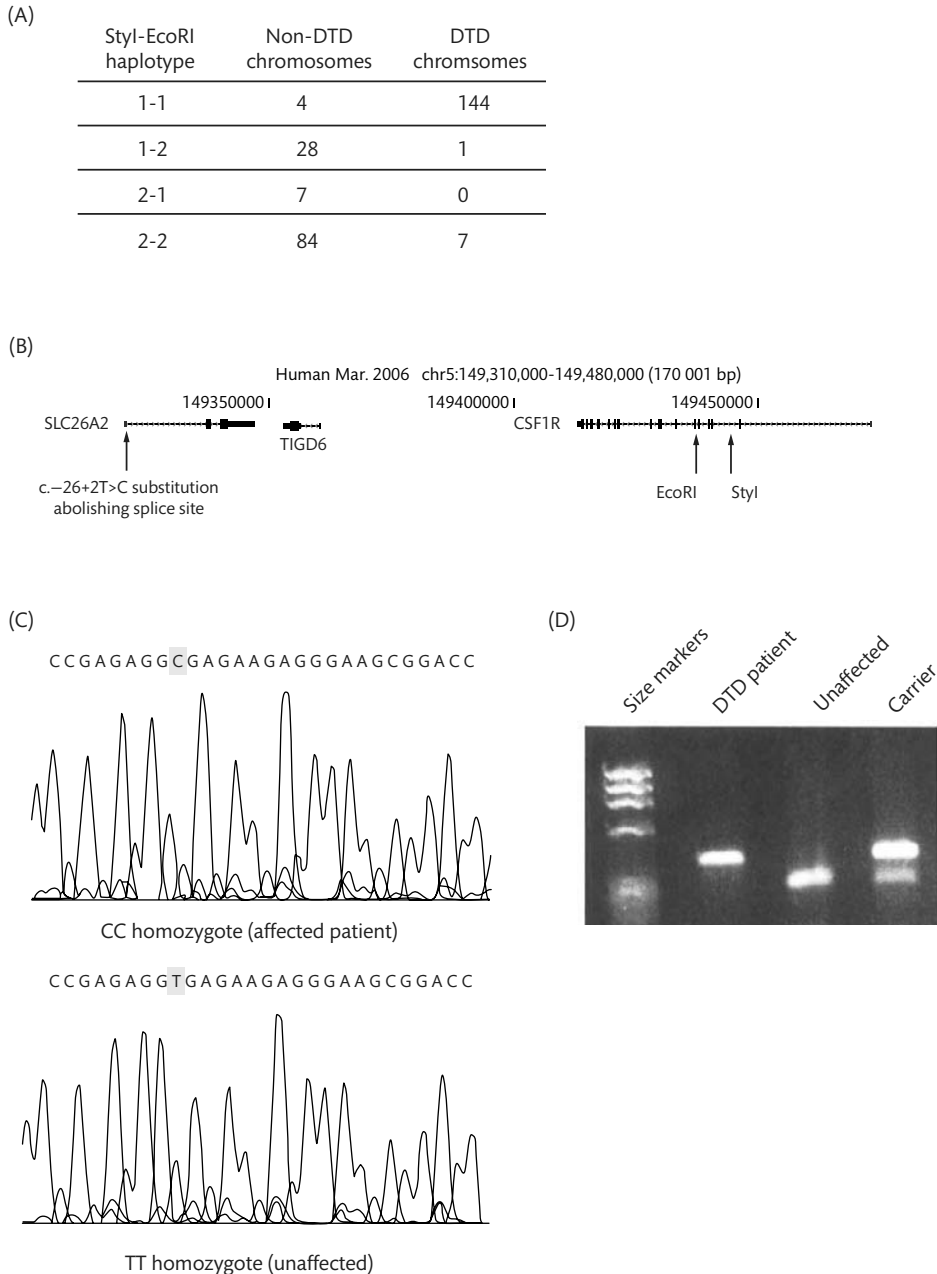 (A)
StyI-EcoRI haplotype
Non-DTD chromosomes
DTD chromsomes
1-1 4 144
1-2 28 1
2-1 7 0
2-2 84 7
(B)
Human Mar. 2006 chr5:149,310,000-149,480,000 (170 001 bp)
149350000 149400000 149450000
SLC26A2 TIGD6 CSF1R
c.−26+2T>C substitution
abolishing splice site
EcoRI StyI
(C)
C C G A G A G G C G A G A A G A G G G A A G C G G A C C
CC homozygote (affected patient)
C C G A G A G G T G A G A A G A G G G A A G C G G A C C
TT homozygote (unaffected)
(D)
Size markers
DTD patient
Unaffected
Carrier